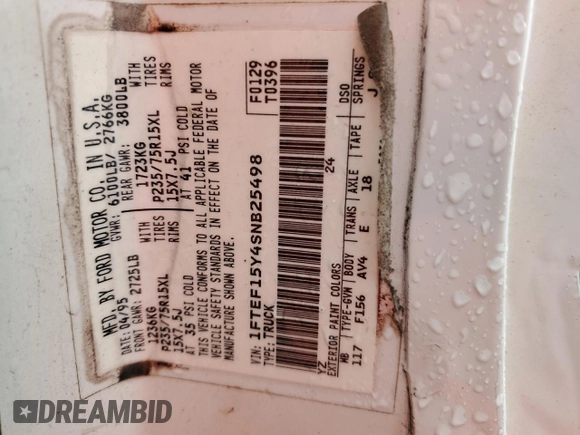 MFD. BY FORD MOTOR CO. IN U.S.A.
DATE: 04/95 GVWR: 6100LB/ 2766KG
FRONT GAWR: 2725LB REAR GAWR: 3800LB
1236KG 1723KG WITH
P235/75R15XL P235/75R15XL TIRES
15X7.5J 15X7.5J RIMS
AT 35 PSI COLD AT 41 PSI COLD
THIS VEHICLE CONFORMS TO ALL APPLICABLE FEDERAL MOTOR
VEHICLE SAFETY STANDARDS IN EFFECT ON THE DATE OF
MANUFACTURE SHOWN ABOVE.
F0129
T0396
VIN: 1FTEF15Y4SNB25498
TYPE: TRUCK
YZ 24
EXTERIOR PAINT COLORS DSO
WB TYPE-GVW BODY TRANS AXLE TAPE SPRINGS
117 F156 AV4 E 18 J
DREAMBID